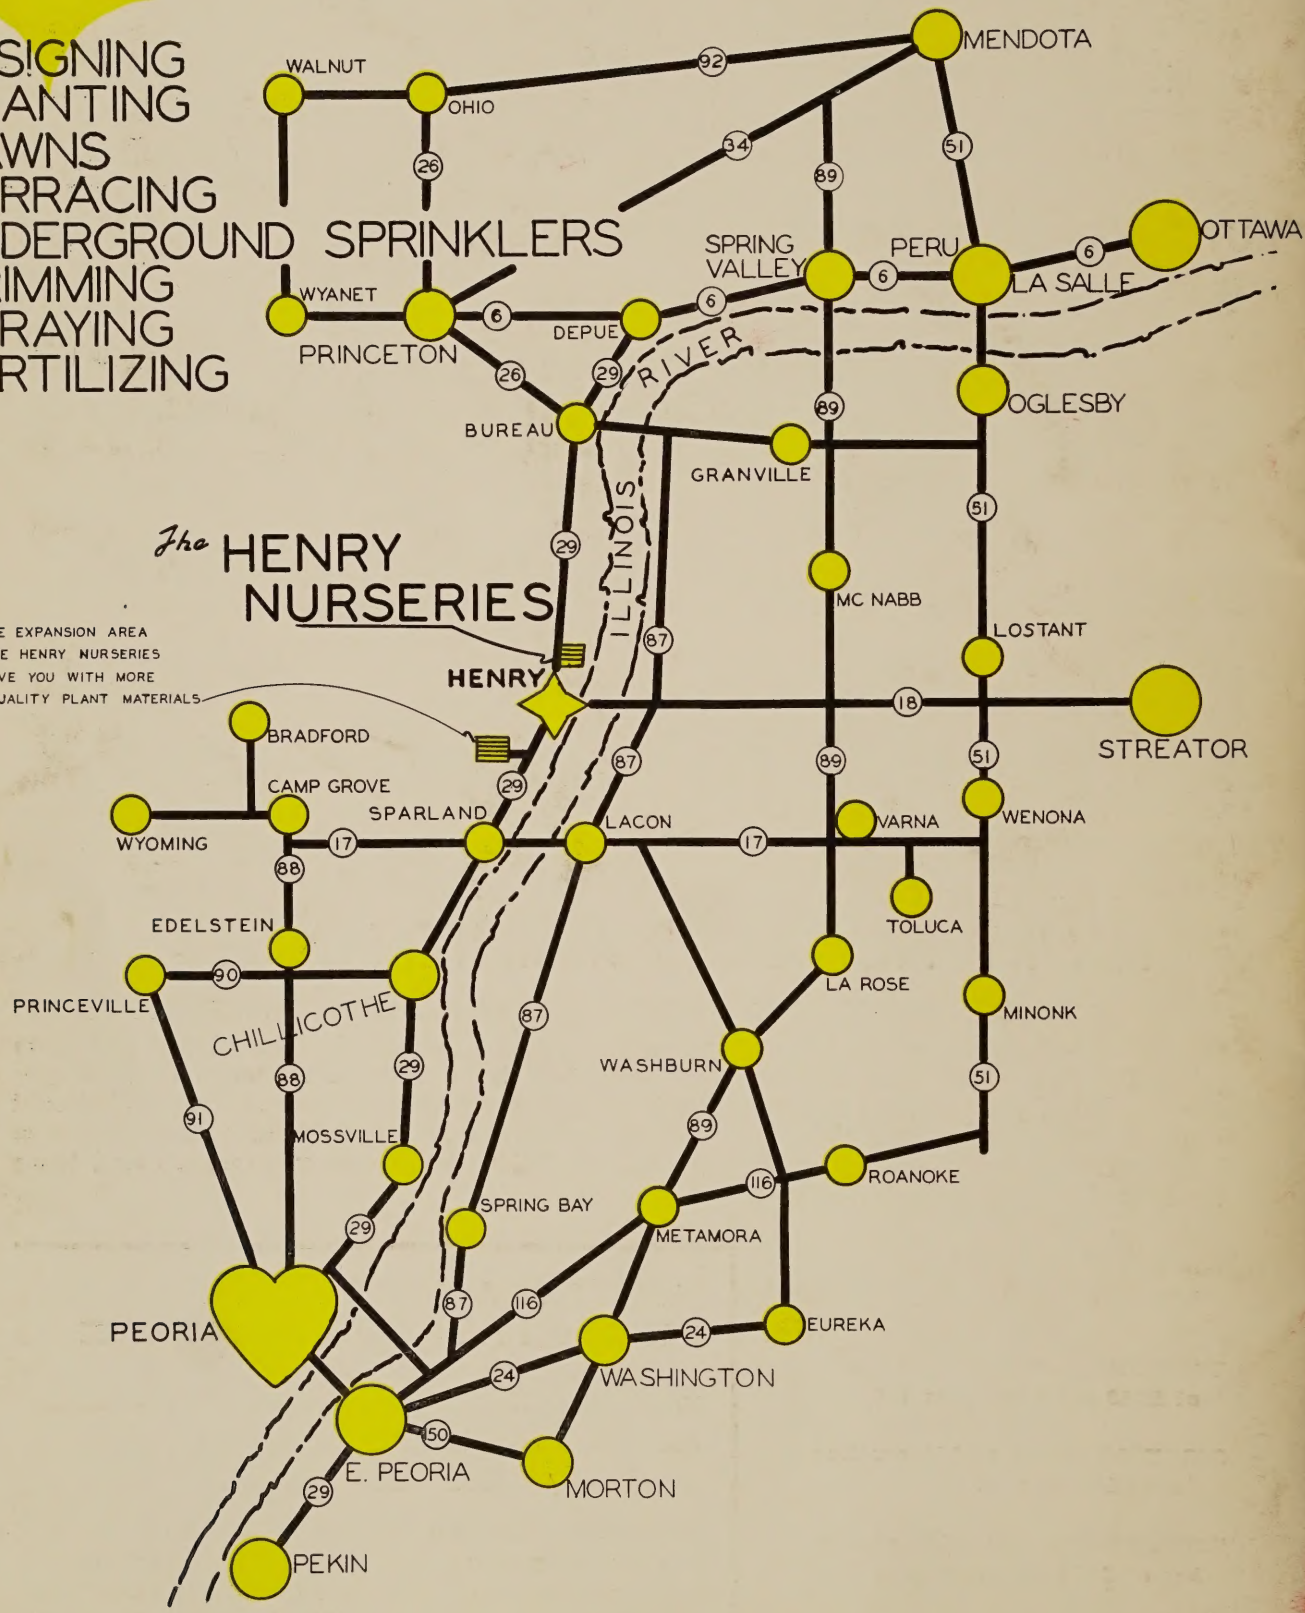 MENDOTA
S!GNING
WALNUT
92
ANTING
OHIO
WNS
34
51
26
89
RRACING
DERGROUND SPRINKLERS
SPRING
VALLEY
PERU
6
OTTAWA
6
IMMING
LA SALLE
WYANET
6
6
RAYING
PRINCETON
DEPUE
RIVER
RTILIZING
26
29
89
OGLESBY
BUREAU
GRANVILLE
51
ILLINOIS
29
The HENRY
NURSERIES
MC NABB
E EXPANSION AREA
E HENRY NURSERIES
VE YOU WITH MORE
UALITY PLANT MATERIALS
87
LOSTANT
HENRY
18
BRADFORD
STREATOR
87
89
51
CAMP GROVE
29
SPARLAND
LACON
VARNA
WENONA
WYOMING
17
17
88
EDELSTEIN
TOLUCA
90
LA ROSE
PRINCEVILLE
CHILLICOTHE
87
MINONK
WASHBURN
29
88
51
91
89
MOSSVILLE
116
ROANOKE
SPRING BAY
29
METAMORA
87
116
PEORIA
24
EUREKA
24
WASHINGTON
150
E. PEORIA
29
MORTON
PEKIN